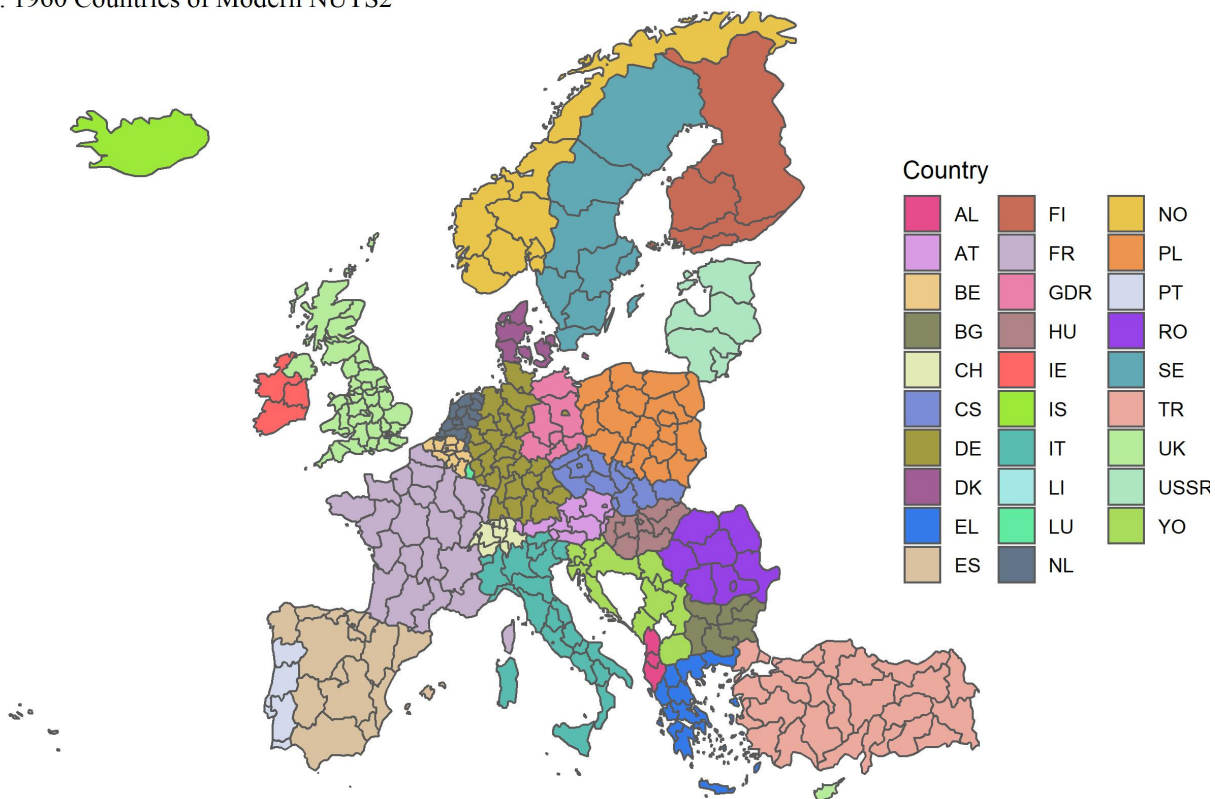 : 1960 Countries of Modern NUTS2
Country
AL
FI
NO
AT
FR
PL
BE
GDR
PT
BG
HU
RO
CH
IE
SE
CS
IS
TR
DE
IT
UK
DK
LI
USSR
EL
LU
YO
ES
NL